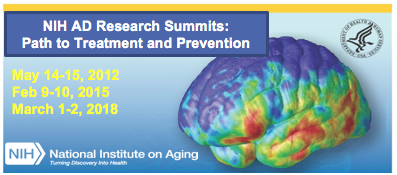 NIH AD Research Summits:
Path to Treatment and Prevention
May 14-15, 2012
Feb 9-10, 2015
March 1-2, 2018
NIH National Institute on Aging
Turning Discovery Into Health